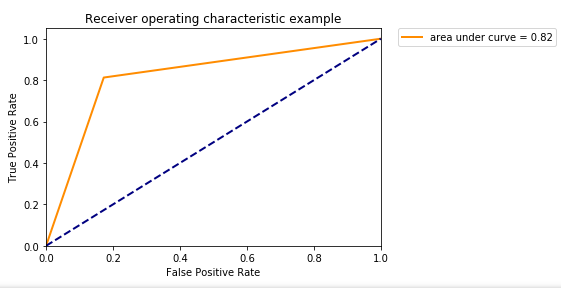 Receiver operating characteristic example
area under curve = 0.82
True Positive Rate
1.0
0.8
0.6
0.4
0.2
0.0
0.0 0.2 0.4 0.6 0.8 1.0
False Positive Rate